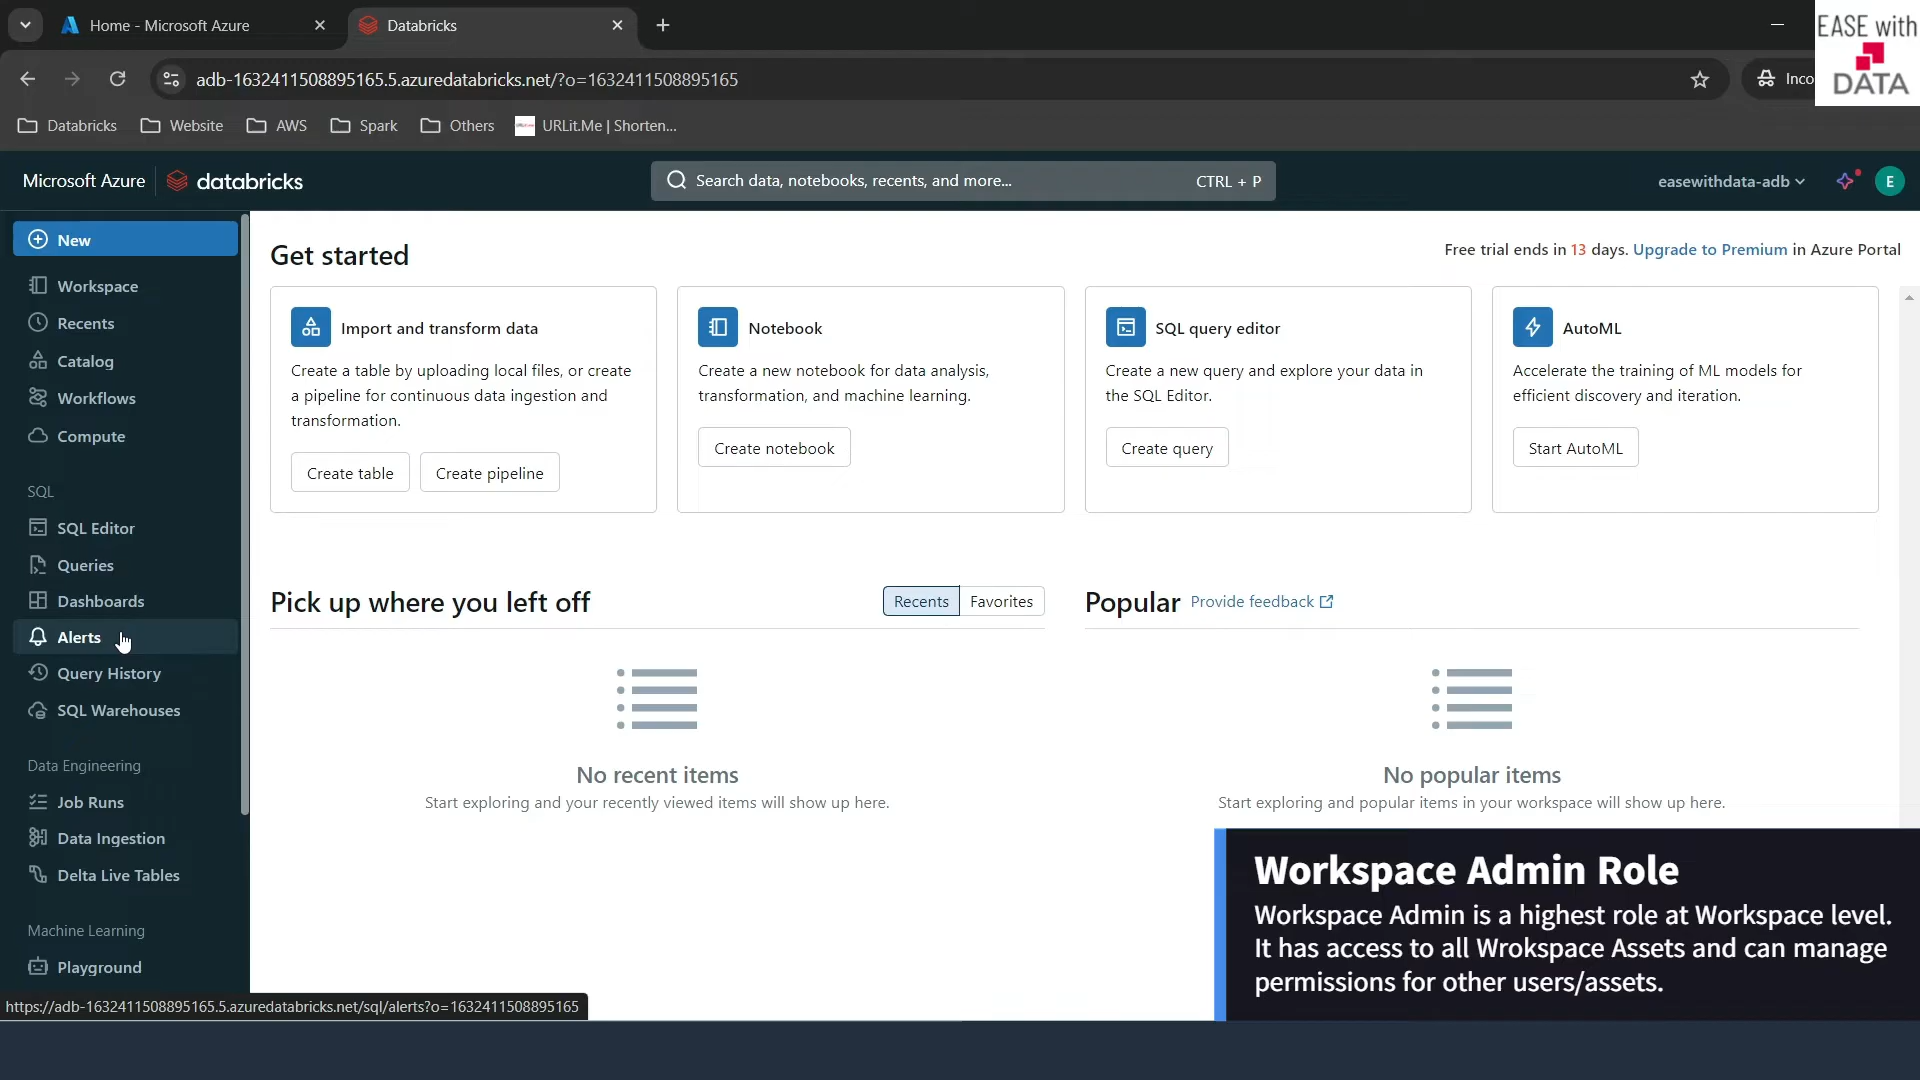 Home - Microsoft Azure
Databricks
EASE with
DATA
adb-1632411508895165.5.azuredatabricks.net/?o=1632411508895165
Inco
Databricks
Website
AWS
Spark
Others
URLit.Me | Shorten...
Microsoft Azure
databricks
Search data, notebooks, recents, and more...
CTRL + P
easewithdata-adb
E
New
Workspace
Recents
Catalog
Workflows
Compute
SQL
SQL Editor
Queries
Dashboards
Alerts
Query History
SQL Warehouses
Data Engineering
Job Runs
Data Ingestion
Delta Live Tables
Machine Learning
Playground
Get started
Free trial ends in 13 days. Upgrade to Premium in Azure Portal
Import and transform data
Create a table by uploading local files, or create
a pipeline for continuous data ingestion and
transformation.
Create table
Create pipeline
Notebook
Create a new notebook for data analysis,
transformation, and machine learning.
Create notebook
SQL query editor
Create a new query and explore your data in
the SQL Editor.
Create query
AutoML
Accelerate the training of ML models for
efficient discovery and iteration.
Start AutoML
Pick up where you left off
Recents
Favorites
No recent items
Start exploring and your recently viewed items will show up here.
Popular
Provide feedback
No popular items
Start exploring and popular items in your workspace will show up here.
Workspace Admin Role
Workspace Admin is a highest role at Workspace level.
It has access to all Wrokspace Assets and can manage
permissions for other users/assets.
https://adb-1632411508895165.5.azuredatabricks.net/sql/alerts?o=1632411508895165